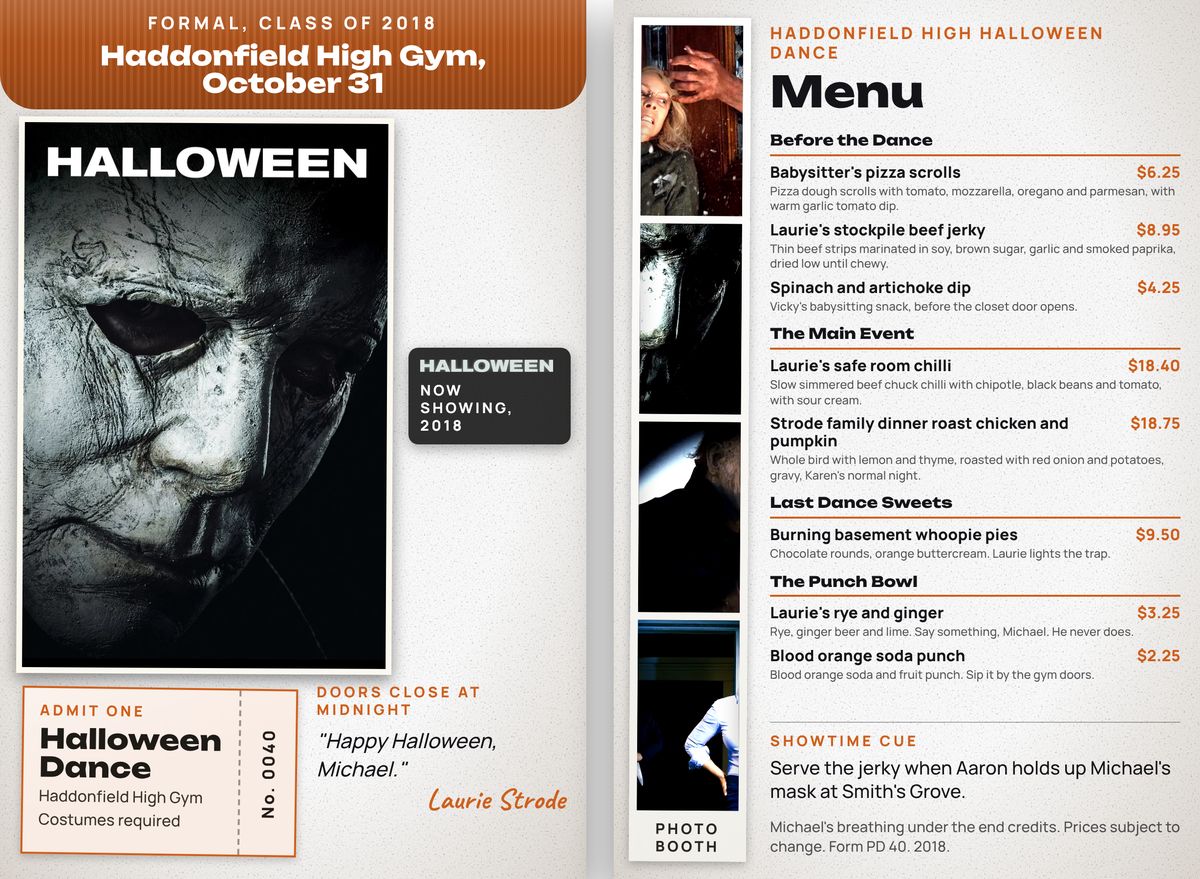 FORMAL, CLASS OF 2018
Haddonfield High Gym,
October 31
HALLOWEEN
HALLOWEEN
NOW
SHOWING,
2018
ADMIT ONE
Halloween
Dance
Haddonfield High Gym
Costumes required
No. 0040
DOORS CLOSE AT
MIDNIGHT
"Happy Halloween,
Michael."
Laurie Strode
PHOTO
BOOTH
HADDONFIELD HIGH HALLOWEEN
DANCE
Menu
Before the Dance
Babysitter's pizza scrolls $6.25
Pizza dough scrolls with tomato, mozzarella, oregano and parmesan, with
warm garlic tomato dip.
Laurie's stockpile beef jerky $8.95
Thin beef strips marinated in soy, brown sugar, garlic and smoked paprika,
dried low until chewy.
Spinach and artichoke dip $4.25
Vicky's babysitting snack, before the closet door opens.
The Main Event
Laurie's safe room chilli $18.40
Slow simmered beef chuck chilli with chipotle, black beans and tomato,
with sour cream.
Strode family dinner roast chicken and $18.75
pumpkin
Whole bird with lemon and thyme, roasted with red onion and potatoes,
gravy, Karen's normal night.
Last Dance Sweets
Burning basement whoopie pies $9.50
Chocolate rounds, orange buttercream. Laurie lights the trap.
The Punch Bowl
Laurie's rye and ginger $3.25
Rye, ginger beer and lime. Say something, Michael. He never does.
Blood orange soda punch $2.25
Blood orange soda and fruit punch. Sip it by the gym doors.
SHOWTIME CUE
Serve the jerky when Aaron holds up Michael's
mask at Smith's Grove.
Michael's breathing under the end credits. Prices subject to
change. Form PD 40. 2018.